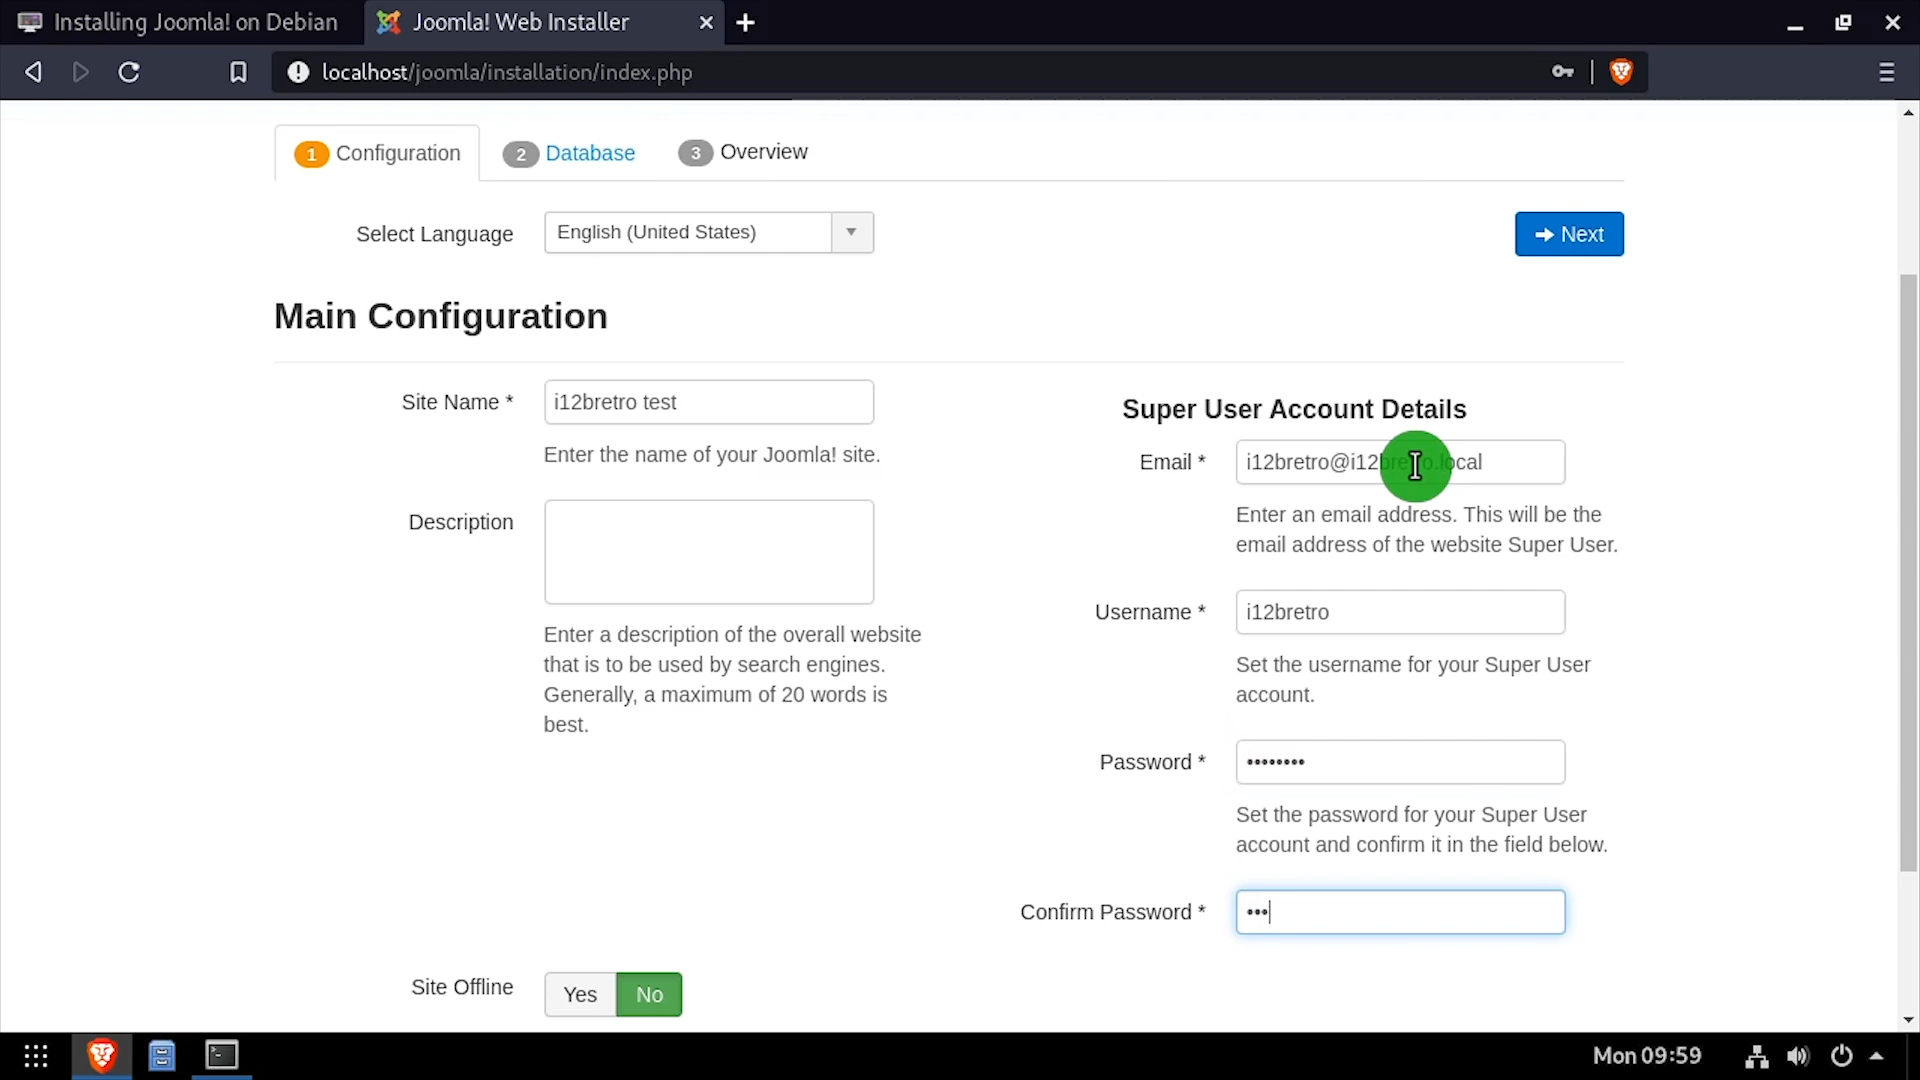 Installing Joomla! on Debian
Joomla! Web Installer
localhost/joomla/installation/index.php
1 Configuration
2 Database
3 Overview
Select Language
English (United States)
Next
Main Configuration
Site Name *
i12bretro test
Enter the name of your Joomla! site.
Description
Enter a description of the overall website
that is to be used by search engines.
Generally, a maximum of 20 words is
best.
Super User Account Details
Email *
i12bretro@i12bretro.local
Enter an email address. This will be the
email address of the website Super User.
Username *
i12bretro
Set the username for your Super User
account.
Password *
••••••••
Set the password for your Super User
account and confirm it in the field below.
Confirm Password *
•••
Site Offline
Yes
No
Mon 09:59